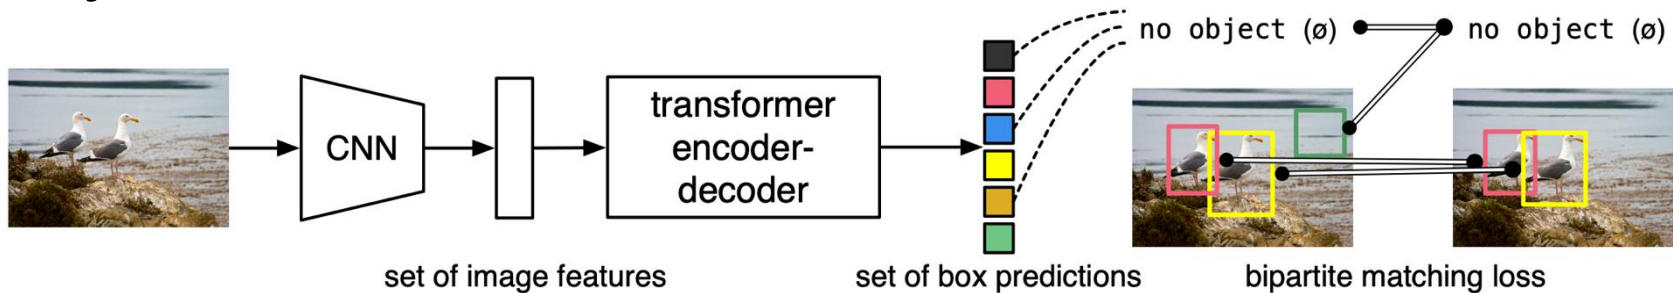 no object (ø)
no object (ø)
CNN
transformer
encoder-
decoder
set of image features
set of box predictions
bipartite matching loss